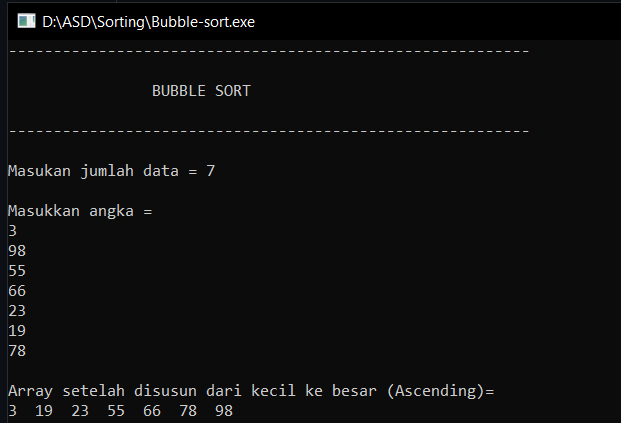 D:\ASD\Sorting\Bubble-sort.exe
----------------------------------------------------------
BUBBLE SORT
----------------------------------------------------------
Masukan jumlah data = 7
Masukkan angka =
3
98
55
66
23
19
78
Array setelah disusun dari kecil ke besar (Ascending)=
3  19  23  55  66  78  98